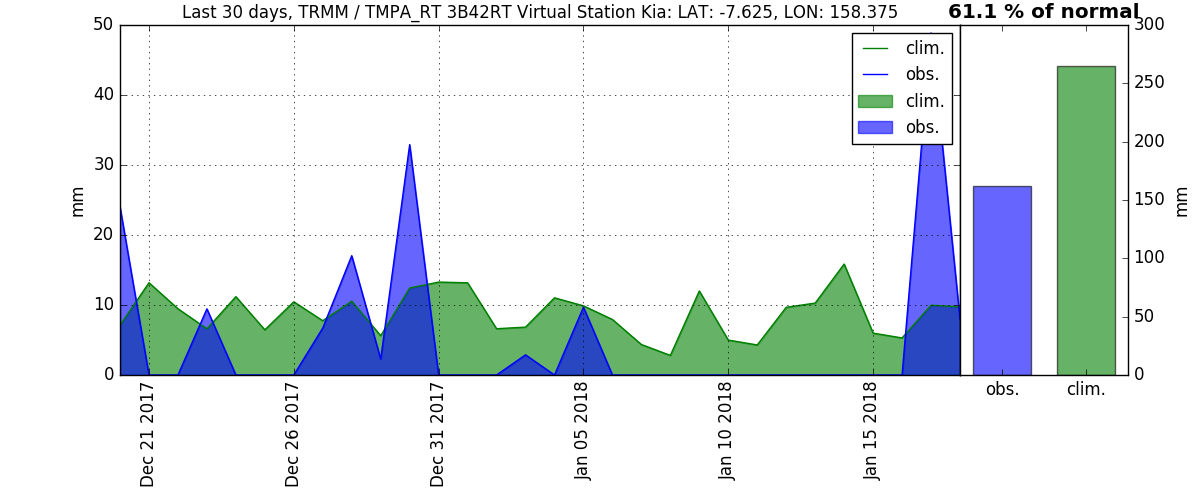 Last 30 days, TRMM / TMPA_RT 3B42RT Virtual Station Kia: LAT: -7.625, LON: 158.375
61.1 % of normal
50
40
30
20
10
0
mm
clim.
obs.
clim.
obs.
Dec 21 2017
Dec 26 2017
Dec 31 2017
Jan 05 2018
Jan 10 2018
Jan 15 2018
300
250
200
150
100
50
0
mm
obs.
clim.